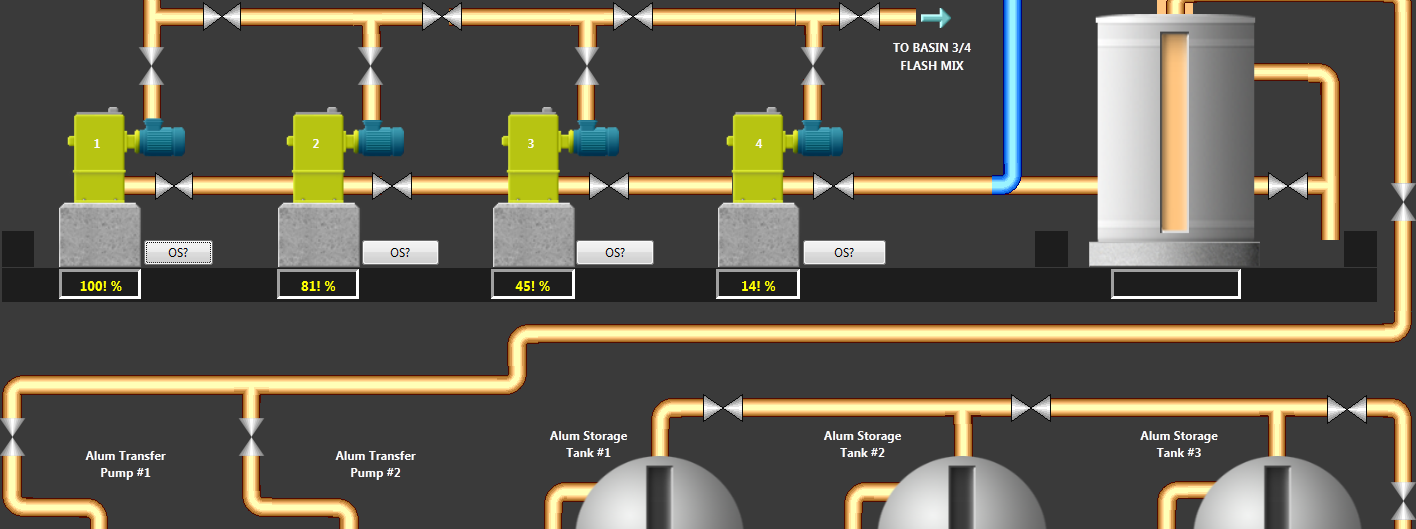 TO BASIN 3/4
FLASH MIX
1
2
3
4
OS?
OS?
OS?
OS?
100! %
81! %
45! %
14! %
Alum Storage
Tank #1
Alum Storage
Tank #2
Alum Storage
Tank #3
Alum Transfer
Pump #1
Alum Transfer
Pump #2